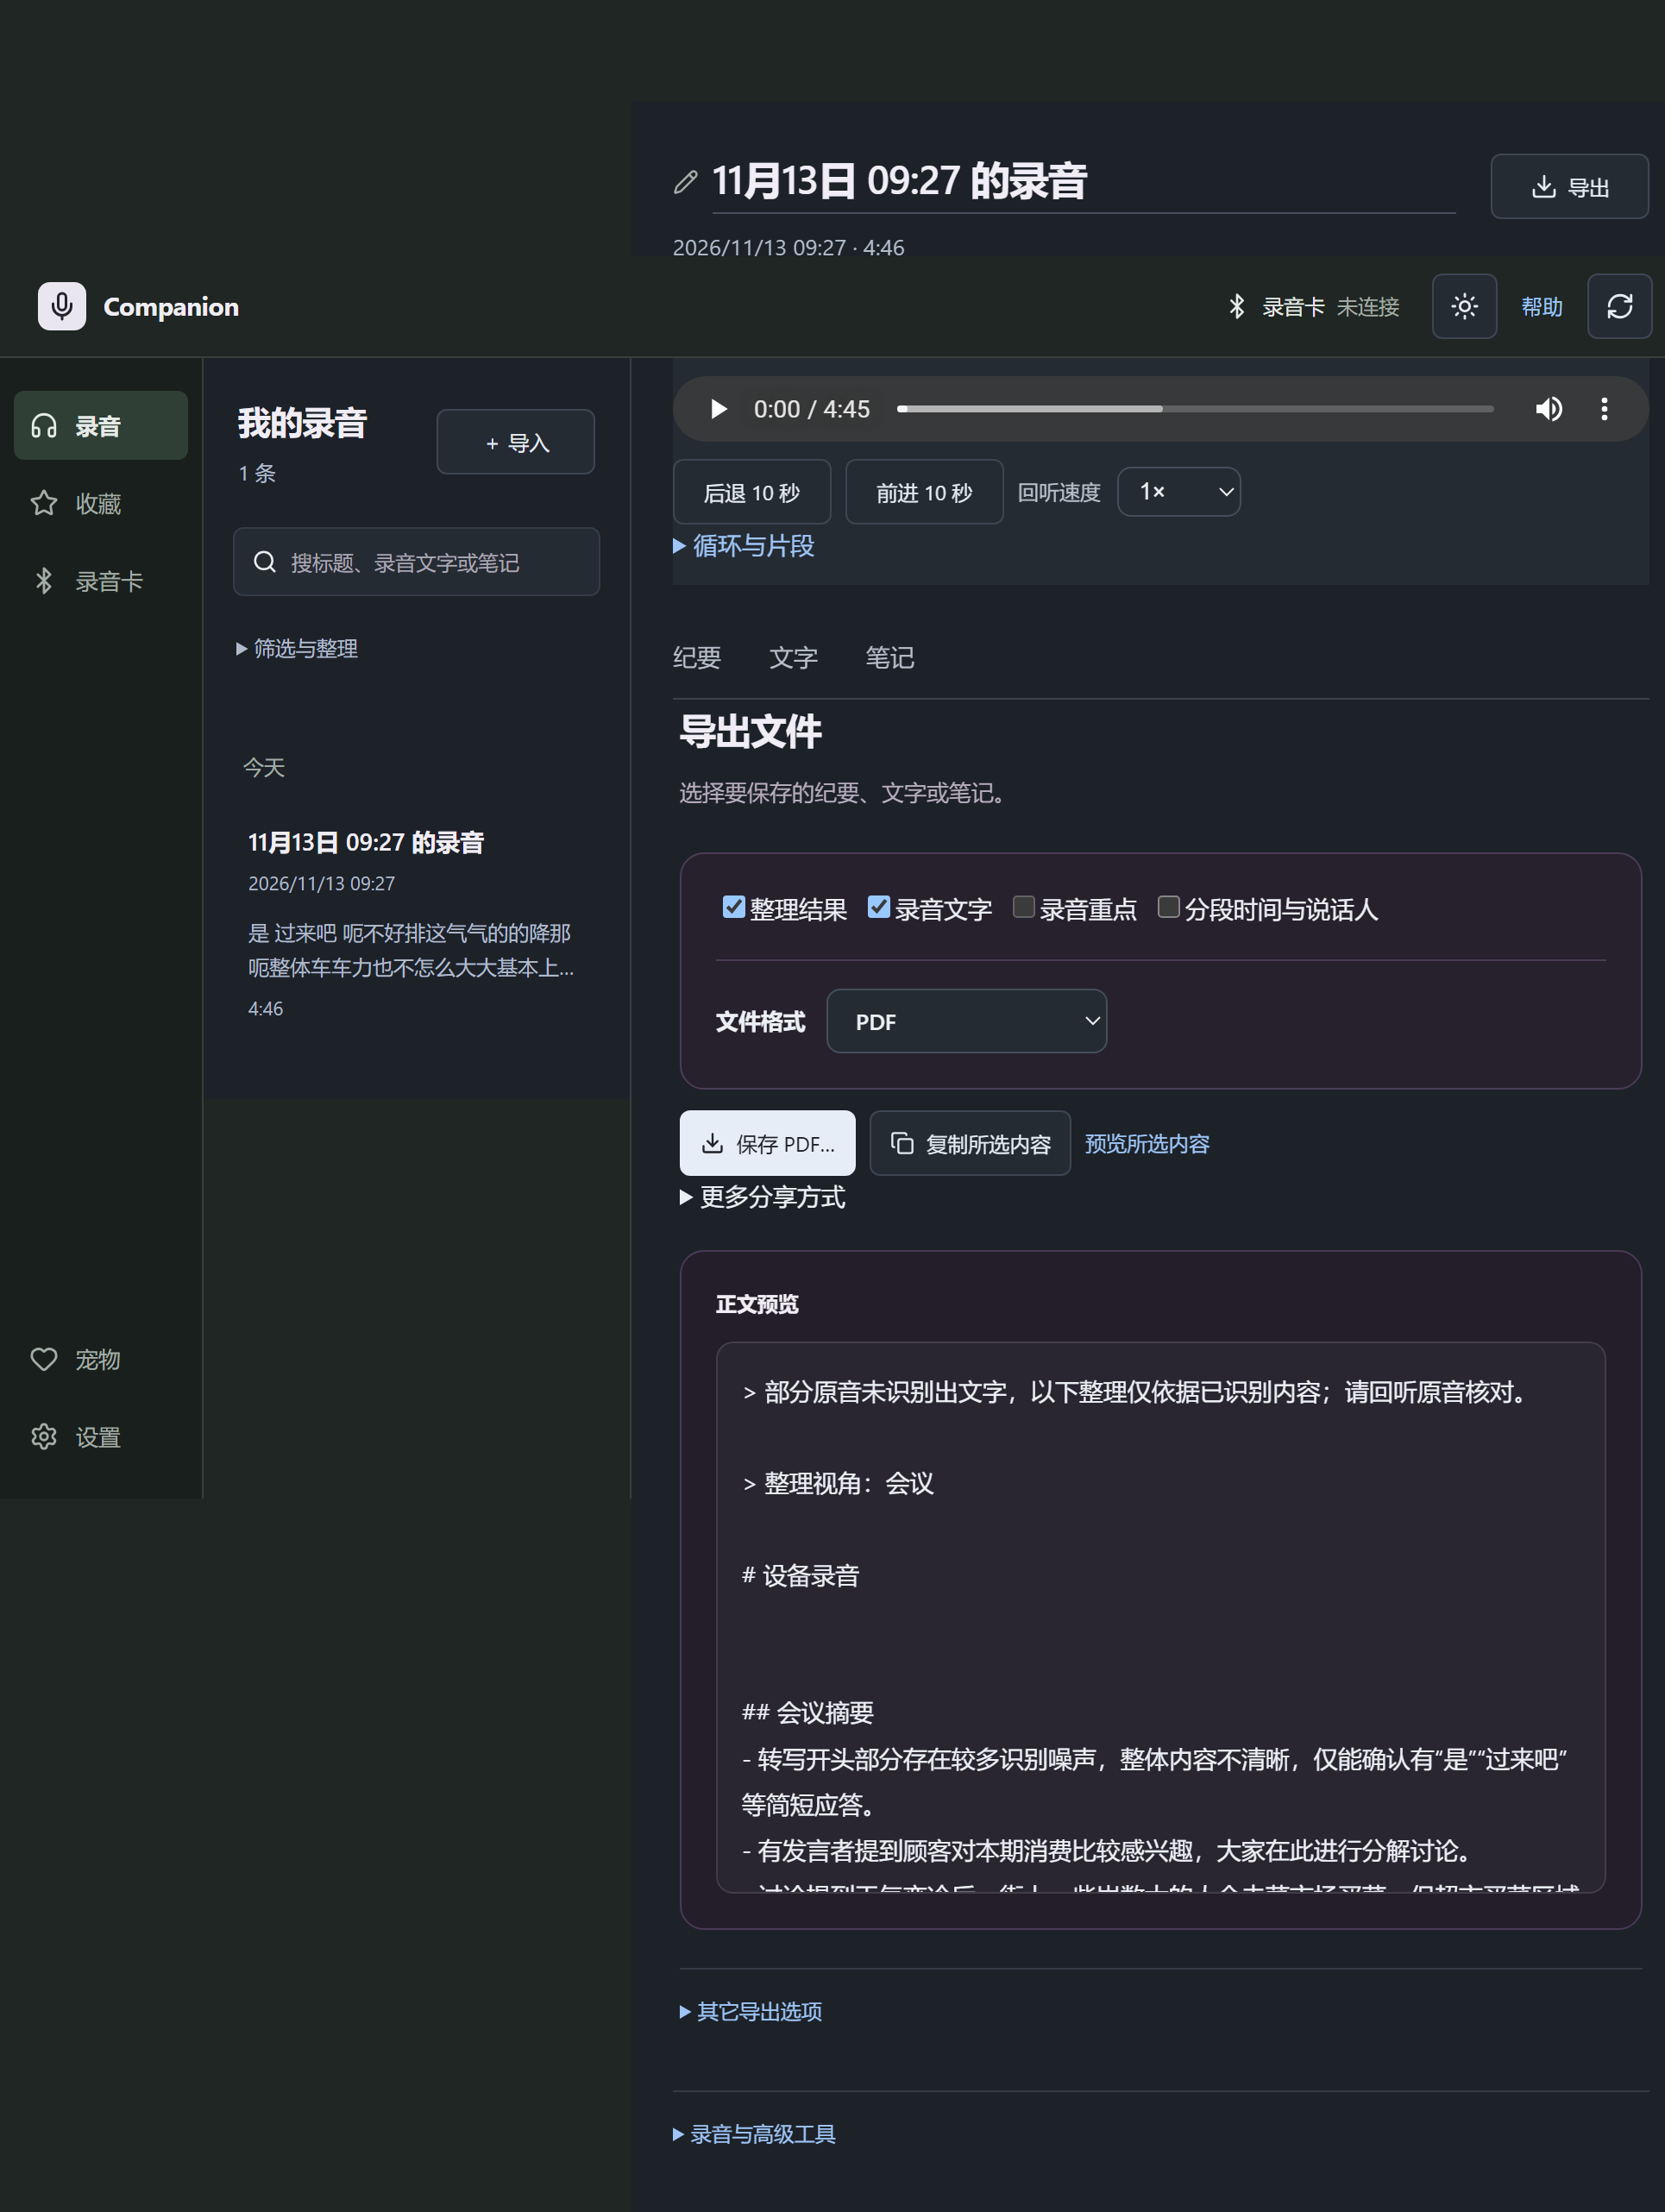 11月13日 09:27 的录音
导出
2026/11/13 09:27 · 4:46
Companion
录音卡 未连接
帮助
录音
收藏
录音卡
宠物
设置
我的录音
1 条
+ 导入
搜标题、录音文字或笔记
筛选与整理
今天
11月13日 09:27 的录音
2026/11/13 09:27
是 过来吧 呃不好排这气气的的降那
呃整体车车力也不怎么大大基本上...
4:46
0:00 / 4:45
后退 10 秒
前进 10 秒
回听速度
1×
循环与片段
纪要
文字
笔记
导出文件
选择要保存的纪要、文字或笔记。
整理结果
录音文字
录音重点
分段时间与说话人
文件格式
PDF
保存 PDF...
复制所选内容
预览所选内容
更多分享方式
正文预览
> 部分原音未识别出文字，以下整理仅依据已识别内容；请回听原音核对。
> 整理视角：会议
# 设备录音
## 会议摘要
- 转写开头部分存在较多识别噪声，整体内容不清晰，仅能确认有“是”“过来吧”
等简短应答。
- 有发言者提到顾客对本期消费比较感兴趣，大家在此进行分解讨论。
其它导出选项
录音与高级工具